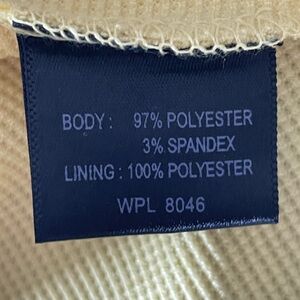 BODY: 97% POLYESTER
3% SPANDEX
LINING: 100% POLYESTER
WPL 8046